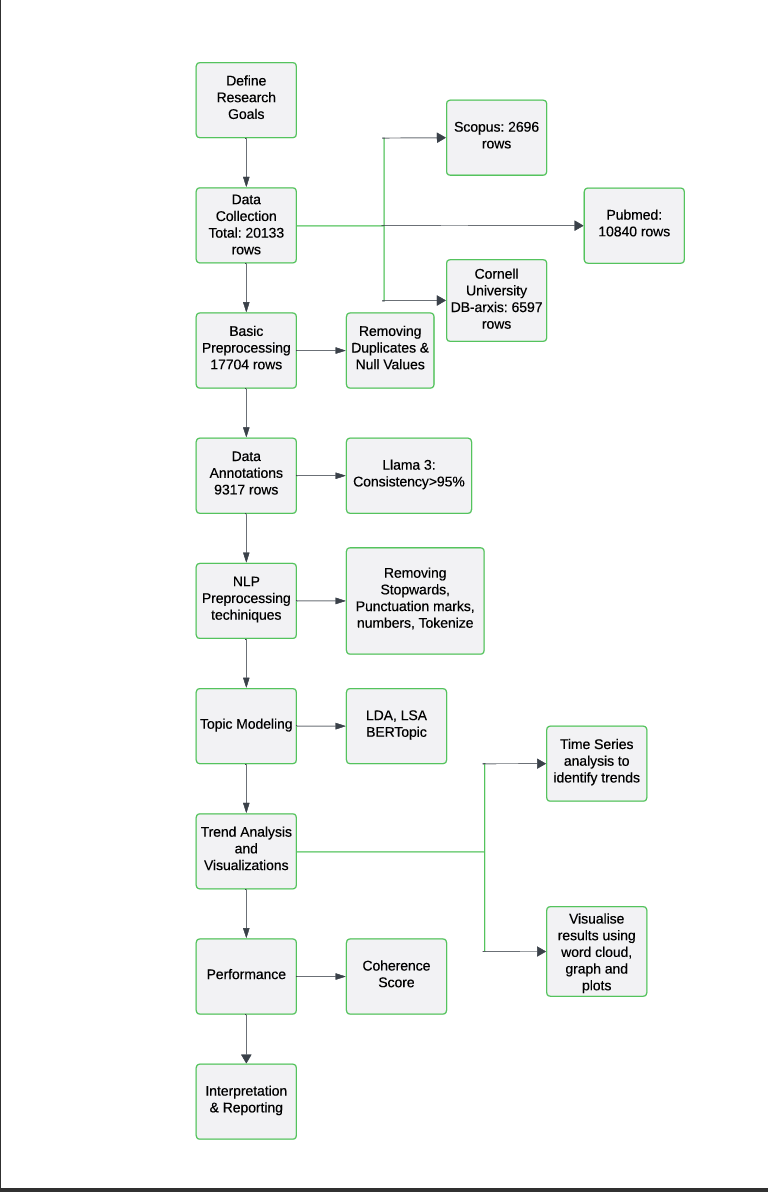 Define
Research
Goals
Scopus: 2696
rows
Data
Collection
Total: 20133
rows
Pubmed:
10840 rows
Cornell
University
DB-arxis: 6597
rows
Basic
Preprocessing
17704 rows
Removing
Duplicates &
Null Values
Data
Annotations
9317 rows
Llama 3:
Consistency>95%
NLP
Preprocessing
techiniques
Removing
Stopwards,
Punctuation marks,
numbers, Tokenize
Topic Modeling
LDA, LSA
BERTopic
Time Series
analysis to
identify trends
Trend Analysis
and
Visualizations
Visualise
results using
word cloud,
graph and
plots
Performance
Coherence
Score
Interpretation
& Reporting